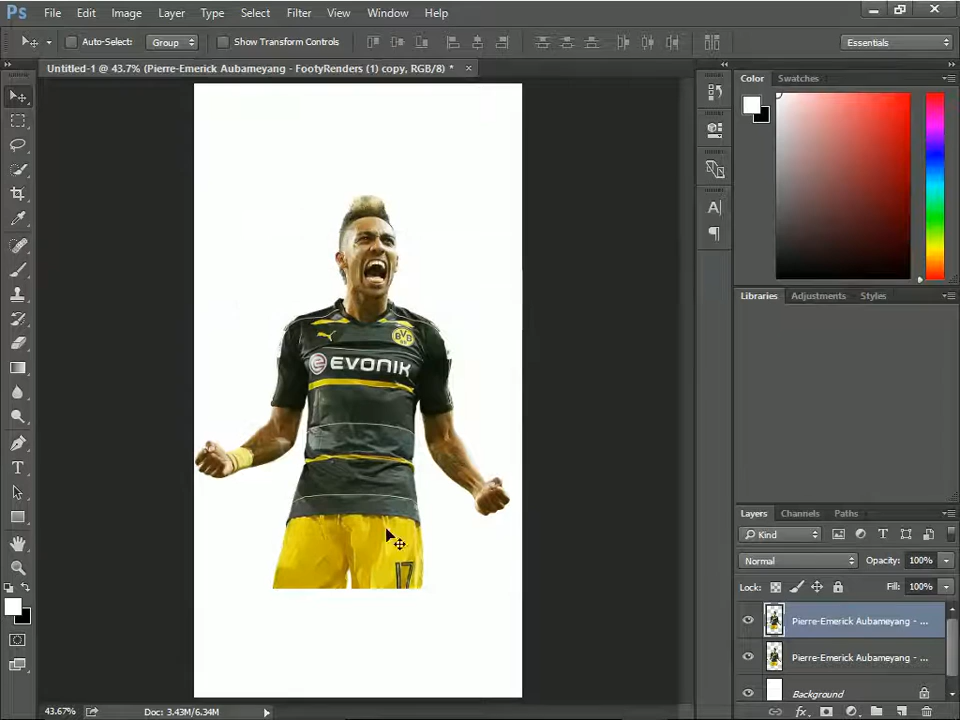 Ps File Edit Image Layer Type Select Filter View Window Help
Auto-Select: Group Show Transform Controls Essentials
Untitled-1 @ 43.7% (Pierre-Emerick Aubameyang - FootyRenders (1) copy, RGB/8) *
Color Swatches
BVB
EVONIK
17
Libraries Adjustments Styles
Layers Channels Paths
Kind
Normal Opacity: 100%
Lock: Fill: 100%
Pierre-Emerick Aubameyang - ...
Pierre-Emerick Aubameyang - ...
Background
43.67% Doc: 3.43M/6.34M